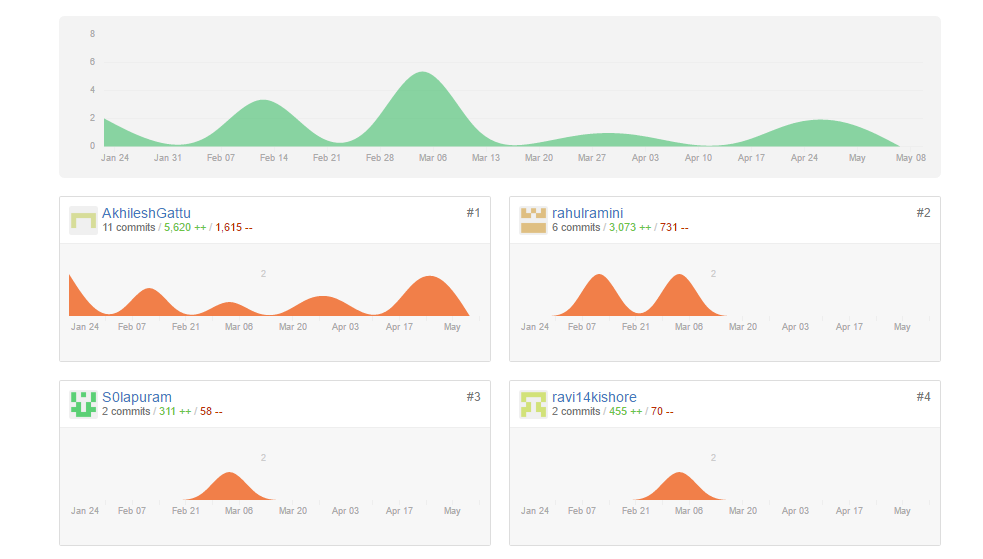 8
6
4
2
0
Jan 24 Jan 31 Feb 07 Feb 14 Feb 21 Feb 28 Mar 06 Mar 13 Mar 20 Mar 27 Apr 03 Apr 10 Apr 17 Apr 24 May May 08
AkhileshGattu #1
11 commits / 5,620 ++ / 1,615 --
2
Jan 24 Feb 07 Feb 21 Mar 06 Mar 20 Apr 03 Apr 17 May
rahulramini #2
6 commits / 3,073 ++ / 731 --
2
Jan 24 Feb 07 Feb 21 Mar 06 Mar 20 Apr 03 Apr 17 May
S0lapuram #3
2 commits / 311 ++ / 58 --
2
Jan 24 Feb 07 Feb 21 Mar 06 Mar 20 Apr 03 Apr 17 May
ravi14kishore #4
2 commits / 455 ++ / 70 --
2
Jan 24 Feb 07 Feb 21 Mar 06 Mar 20 Apr 03 Apr 17 May